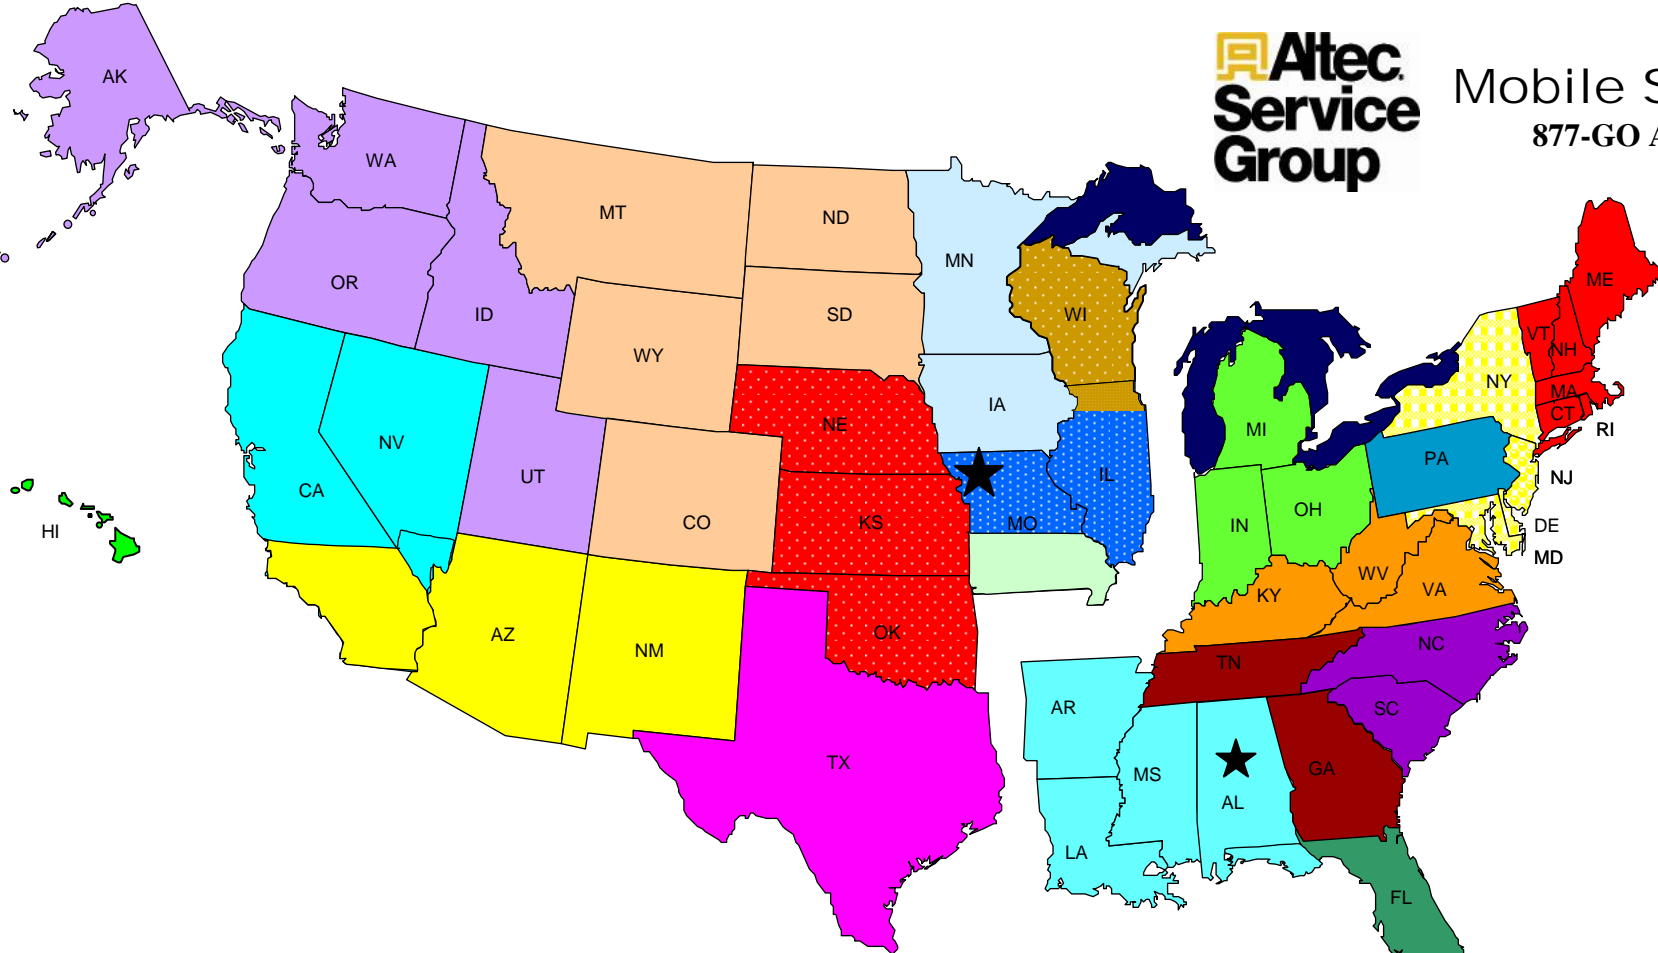 Altec
Service
Group
Mobile S
877-GO A
AK
WA
MT
ND
MN
OR
ID
SD
WI
ME
WY
VT
NH
NY
MA
CT
RI
IA
NE
NV
MI
PA
UT
CA
IL
NJ
HI
CO
KS
MO
IN
OH
DE
MD
WV
VA
KY
AZ
NM
OK
NC
TN
AR
SC
TX
MS
AL
GA
LA
FL